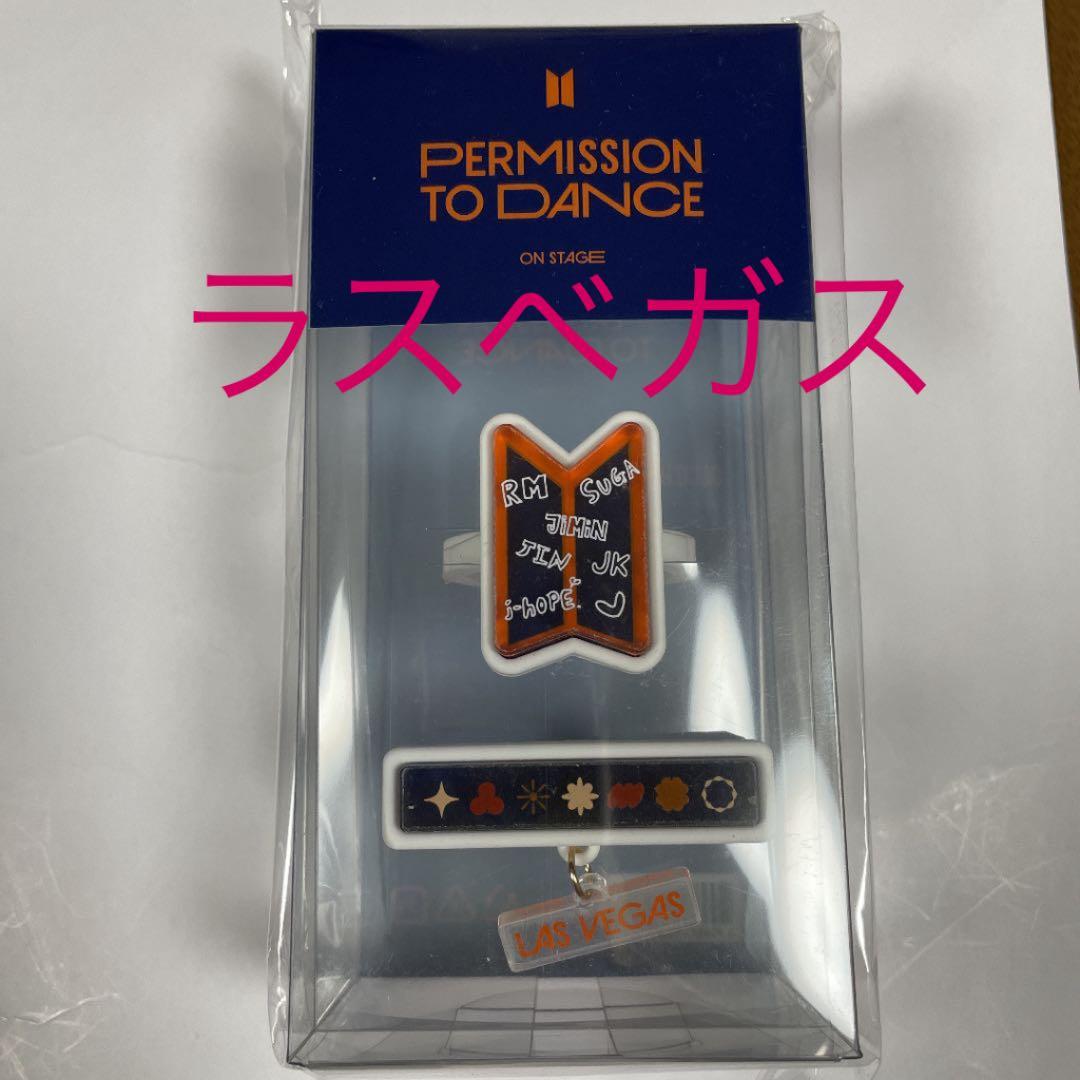 PERMISSION
TO DANCE
ON STAGE
ラスベガス
RM SUGA
JiMiN
JIN JK
j-hOPE
LAS VEGAS